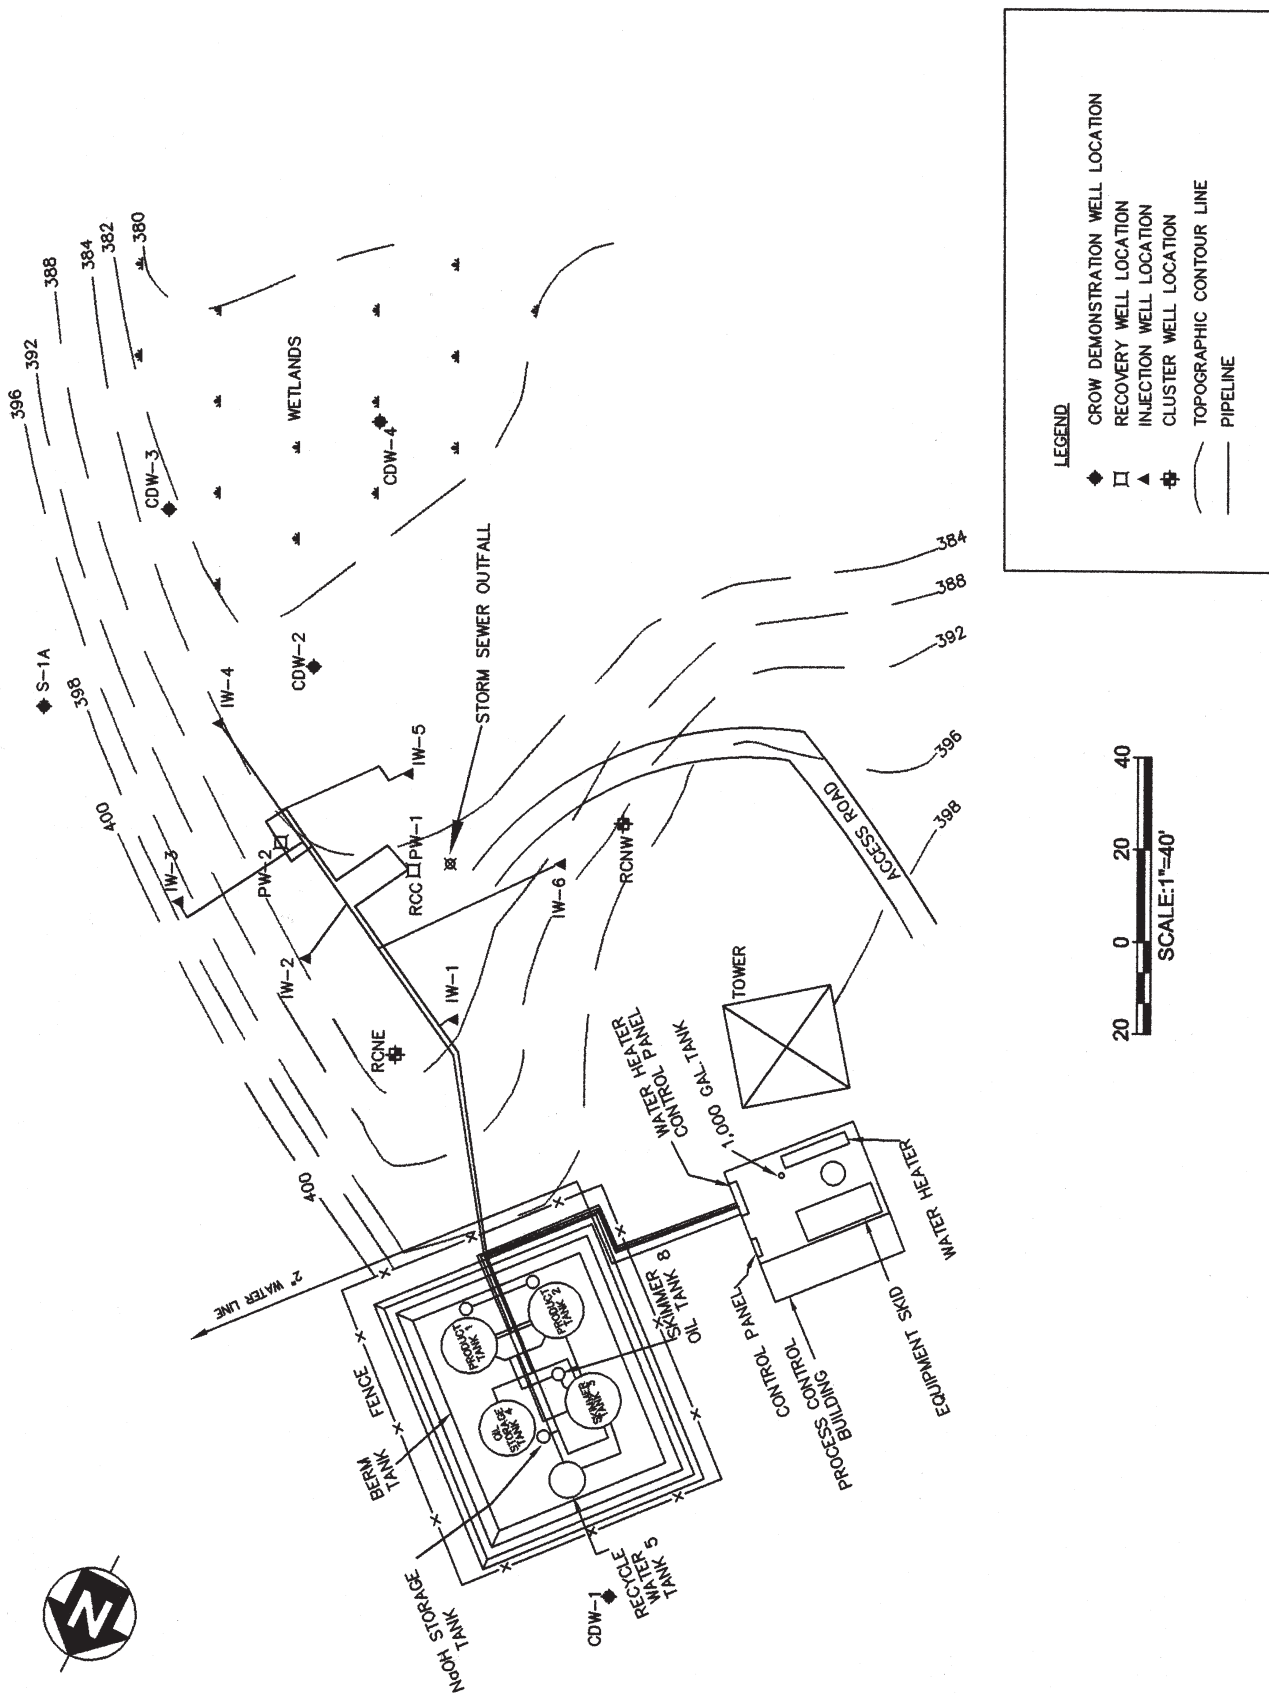 396
392
388
384
382
380
S-1A
398
400
CDW-3
WETLANDS
CDW-4
CDW-2
IW-4
STORM SEWER OUTFALL
IW-5
IW-3
PW-2
PW-1
RCC
IW-2
IW-6
RCNW
IW-1
RCNE
384
388
392
396
398
ACCESS ROAD
TOWER
400
2" WATER LINE
FENCE
BERM
TANK
PRODUCT
TANK 1
PRODUCT
TANK 2
OIL
STORAGE
TANK 4
SKIMMER
TANK 3
SKIMMER
OIL TANK 8
NaOH STORAGE
TANK
RECYCLE
WATER
TANK 5
CDW-1
WATER HEATER
CONTROL PANEL
1,000 GAL.TANK
WATER HEATER
CONTROL PANEL
PROCESS CONTROL
BUILDING
EQUIPMENT SKID
N
20 0 20 40
SCALE:1"=40'
LEGEND
CROW DEMONSTRATION WELL LOCATION
RECOVERY WELL LOCATION
INJECTION WELL LOCATION
CLUSTER WELL LOCATION
TOPOGRAPHIC CONTOUR LINE
PIPELINE